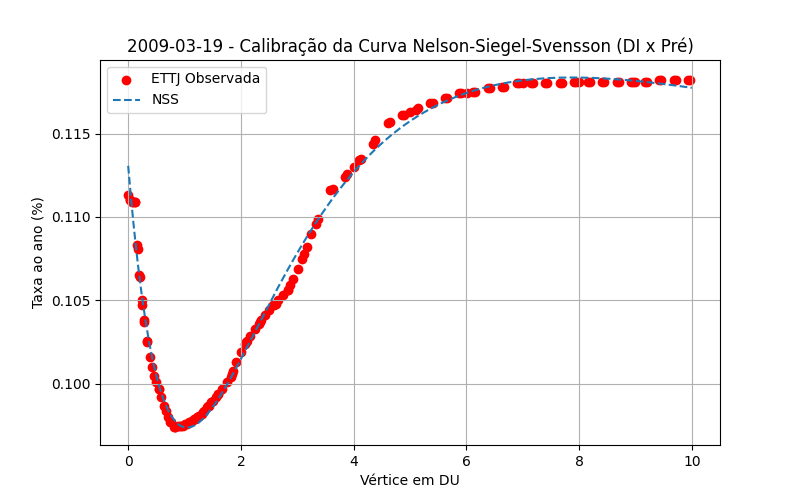 2009-03-19 - Calibração da Curva Nelson-Siegel-Svensson (DI x Pré)
ETTJ Observada
NSS
Taxa ao ano (%)
0.115
0.110
0.105
0.100
0
2
4
6
8
10
Vértice em DU